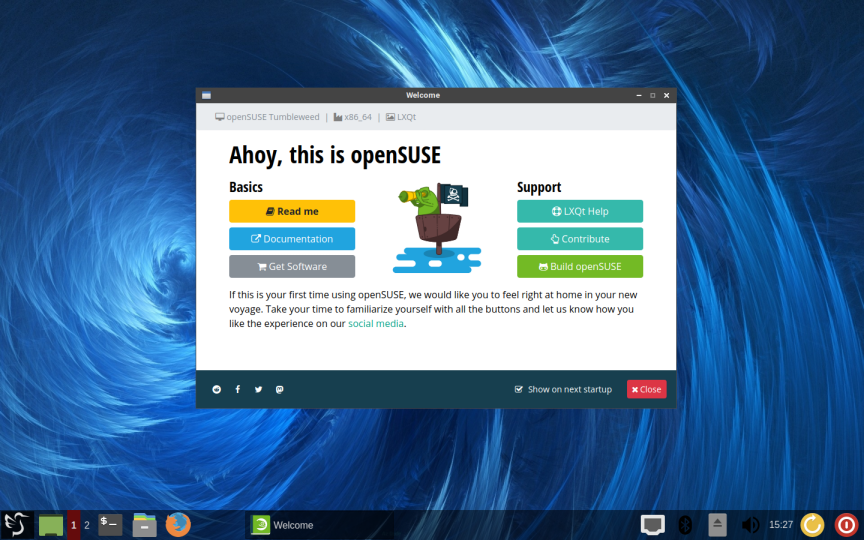 Welcome
openSUSE Tumbleweed | x86_64 | LXQt
Ahoy, this is openSUSE
Basics
Read me
Documentation
Get Software
Support
LXQt Help
Contribute
Build openSUSE
If this is your first time using openSUSE, we would like you to feel right at home in your new
voyage. Take your time to familiarize yourself with all the buttons and let us know how you
like the experience on our social media.
Show on next startup
Close
1 2
$_
Welcome
15:27